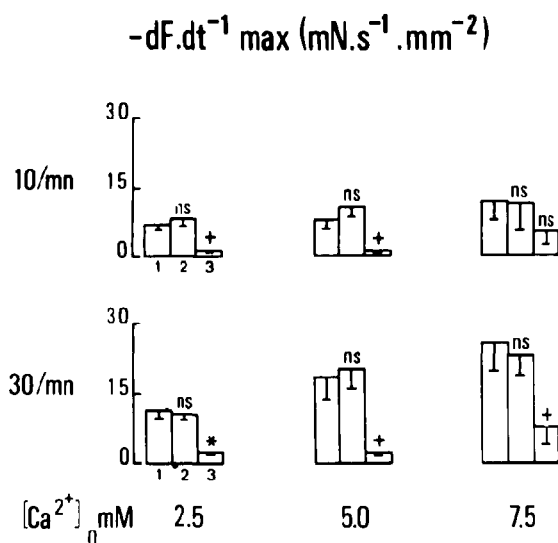 -dF.dt⁻¹ max (mN.s⁻¹.mm⁻²)
30
10/mn
15
ns
ns
ns
ns
+
+
0
1 2 3
30
30/mn
15
ns
ns
ns
*
+
+
0
1 2 3
[Ca²⁺]₀mM 2.5 5.0 7.5